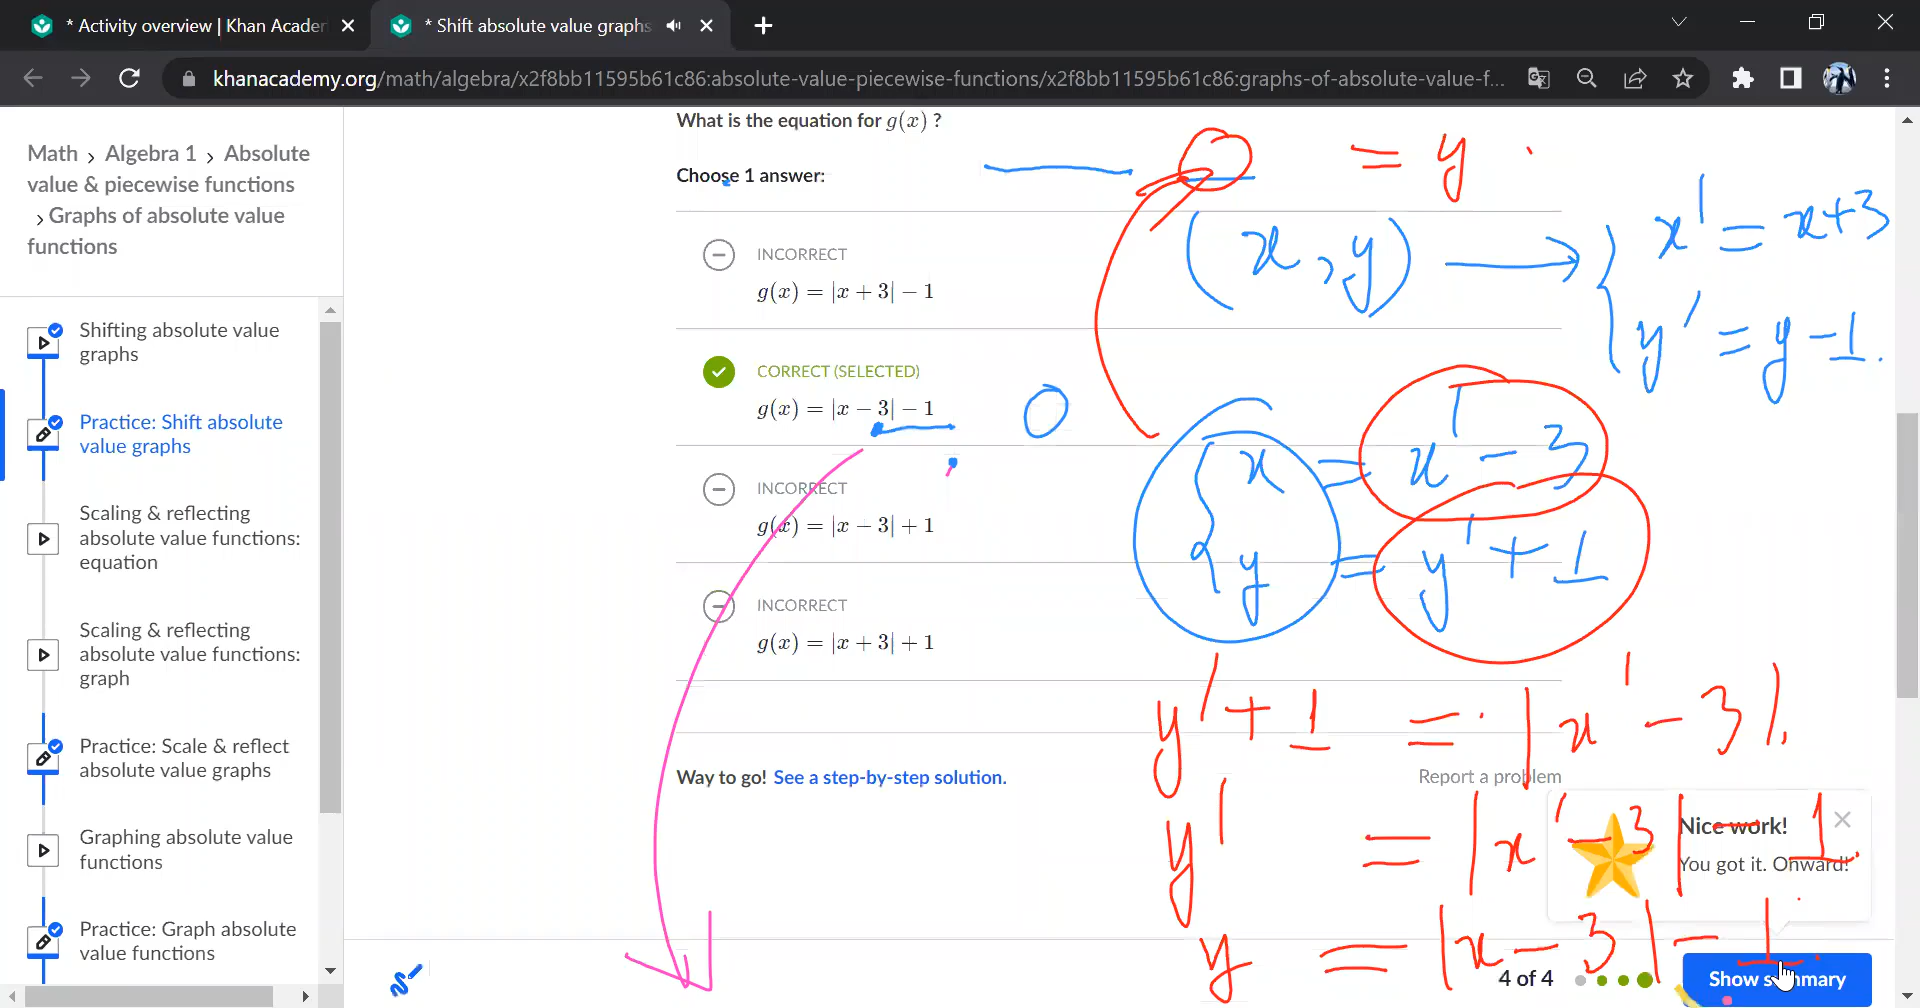 * Activity overview | Khan Acader
* Shift absolute value graphs
khanacademy.org/math/algebra/x2f8bb11595b61c86:absolute-value-piecewise-functions/x2f8bb11595b61c86:graphs-of-absolute-value-f...
Math > Algebra 1 > Absolute
value & piecewise functions
> Graphs of absolute value
functions
Shifting absolute value
graphs
Practice: Shift absolute
value graphs
Scaling & reflecting
absolute value functions:
equation
Scaling & reflecting
absolute value functions:
graph
Practice: Scale & reflect
absolute value graphs
Graphing absolute value
functions
Practice: Graph absolute
value functions
What is the equation for g(x) ?
Choose 1 answer:
INCORRECT
g(x) = |x + 3| − 1
CORRECT (SELECTED)
g(x) = |x − 3| − 1
INCORRECT
g(x) = |x − 3| + 1
INCORRECT
g(x) = |x + 3| + 1
Way to go! See a step-by-step solution.
Report a problem
= y
(x, y) → { x' = x+3
y' = y − 1.
0
{ x = x' − 3
y = y' + 1
y' + 1 = |x' − 3|.
y' = |x' − 3| − 1.
y = |x − 3| − 1.
Nice work!
You got it. Onward!
4 of 4
Show summary